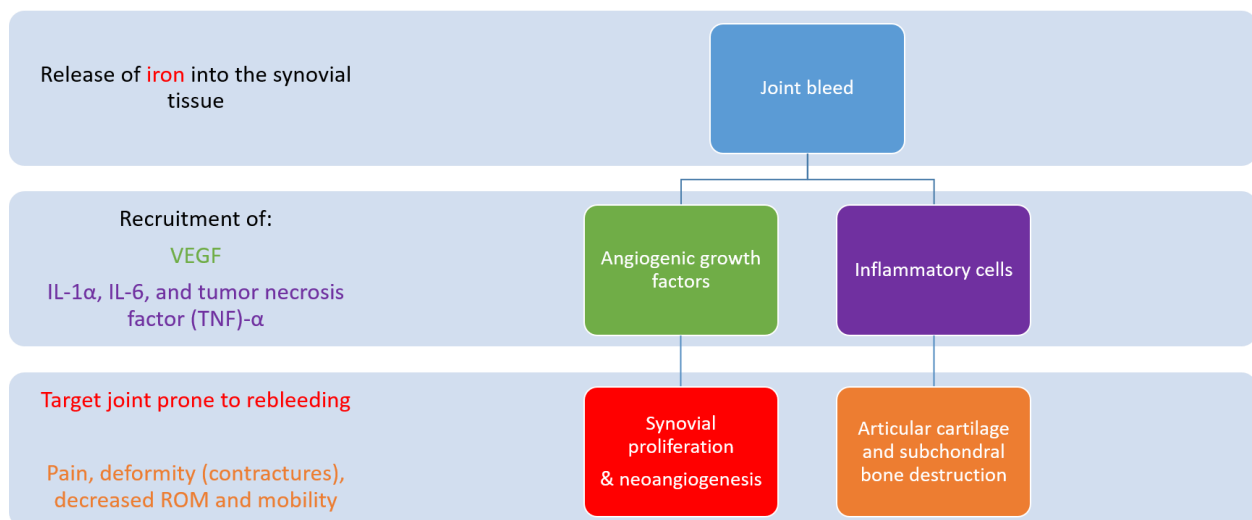 Release of iron into the synovial
tissue
Joint bleed
Recruitment of:
VEGF
IL-1α, IL-6, and tumor necrosis
factor (TNF)-α
Angiogenic growth
factors
Inflammatory cells
Target joint prone to rebleeding
Pain, deformity (contractures),
decreased ROM and mobility
Synovial
proliferation
& neoangiogenesis
Articular cartilage
and subchondral
bone destruction